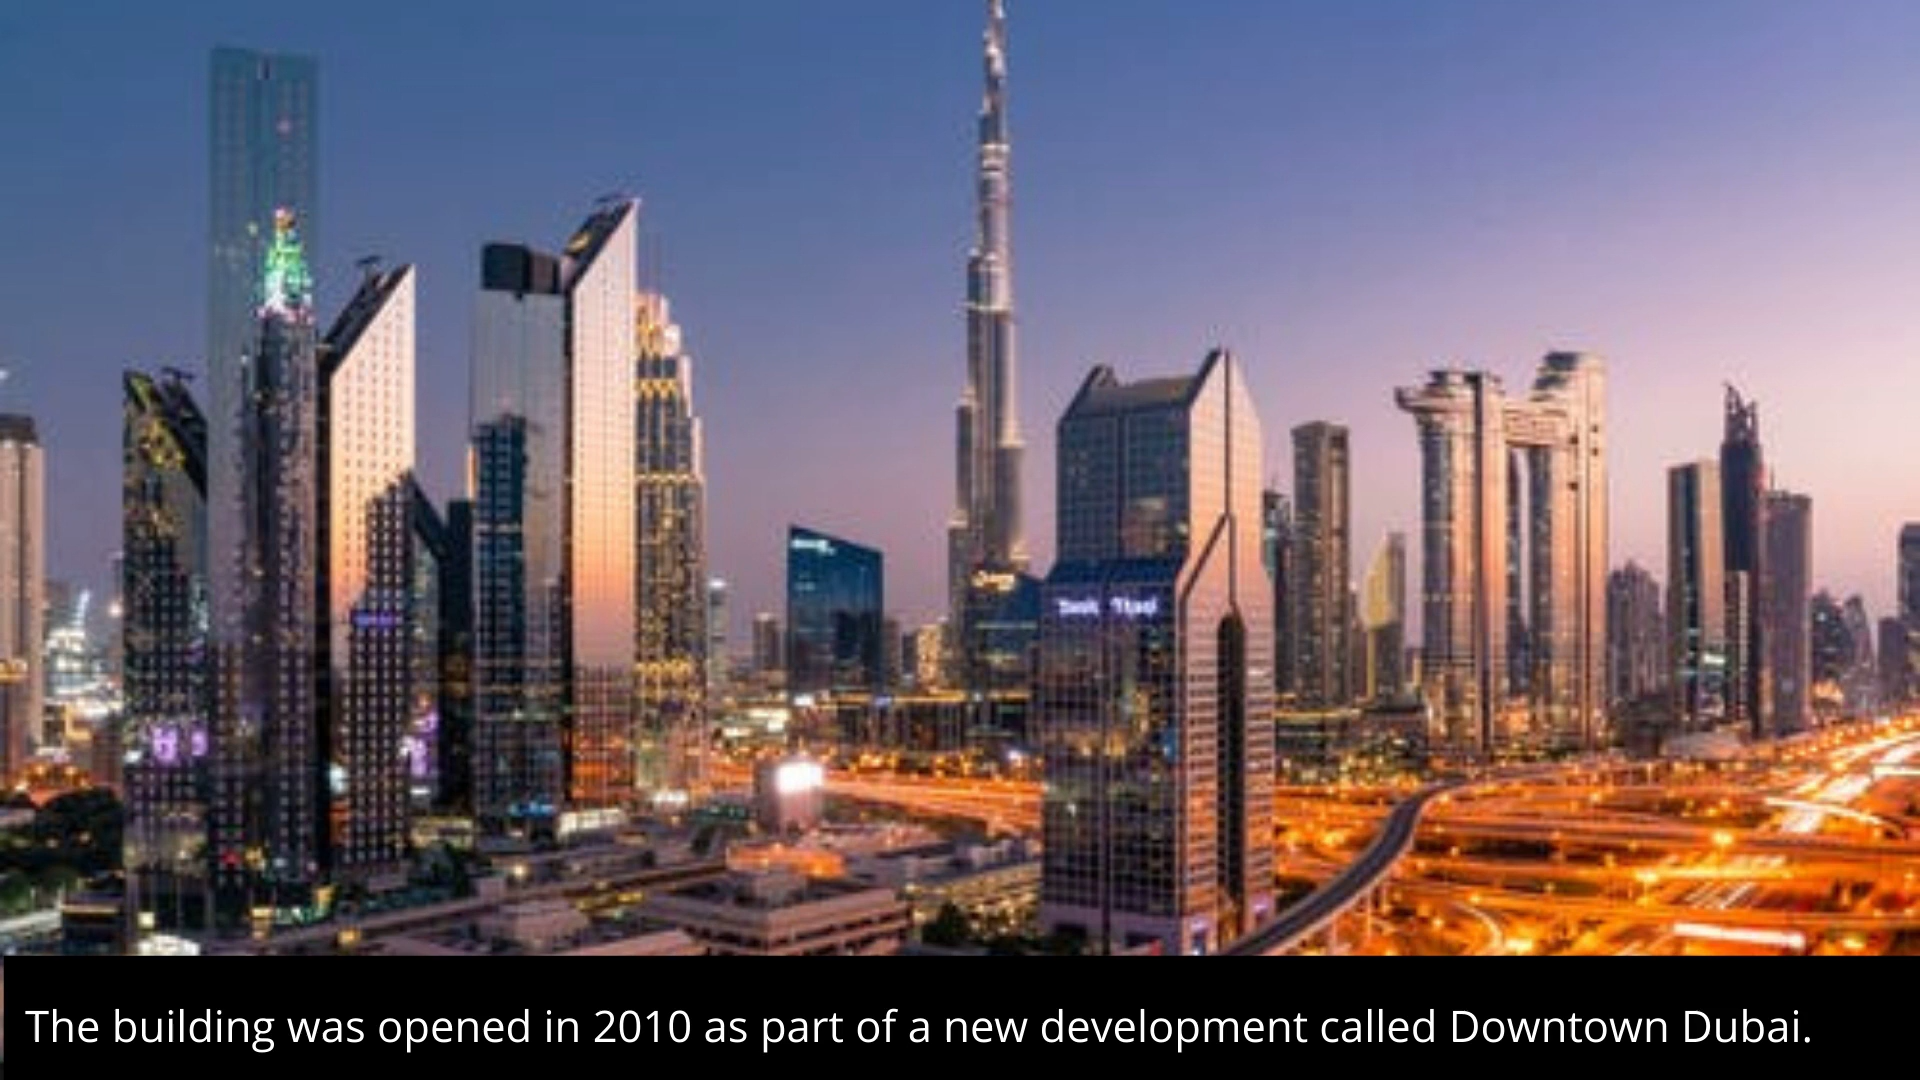 The building was opened in 2010 as part of a new development called Downtown Dubai.